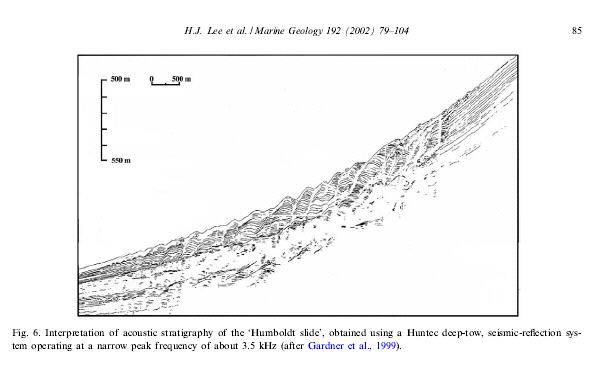 H.J. Lee et al. / Marine Geology 192 (2002) 79–104 85
500 m 0 500 m
550 m
Fig. 6. Interpretation of acoustic stratigraphy of the ‘Humboldt slide’, obtained using a Huntec deep-tow, seismic-reflection sys-
tem operating at a narrow peak frequency of about 3.5 kHz (after Gardner et al., 1999).